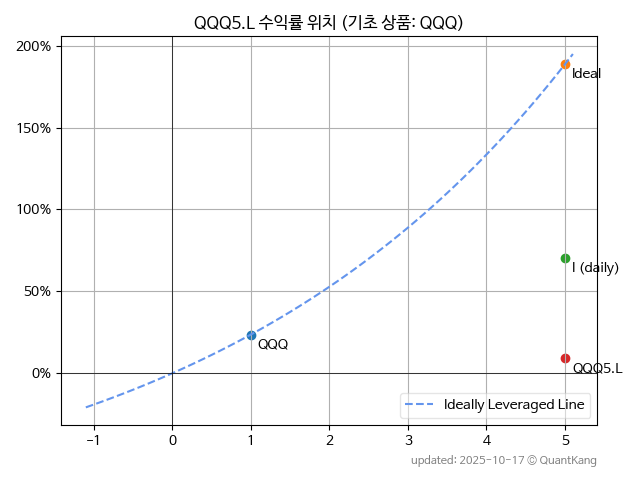 QQQ5.L 수익률 위치 (기초 상품: QQQ)
200%
150%
100%
50%
0%
Ideal
I (daily)
QQQ
QQQ5.L
Ideally Leveraged Line
-1
0
1
2
3
4
5
updated: 2025-10-17 © QuantKang